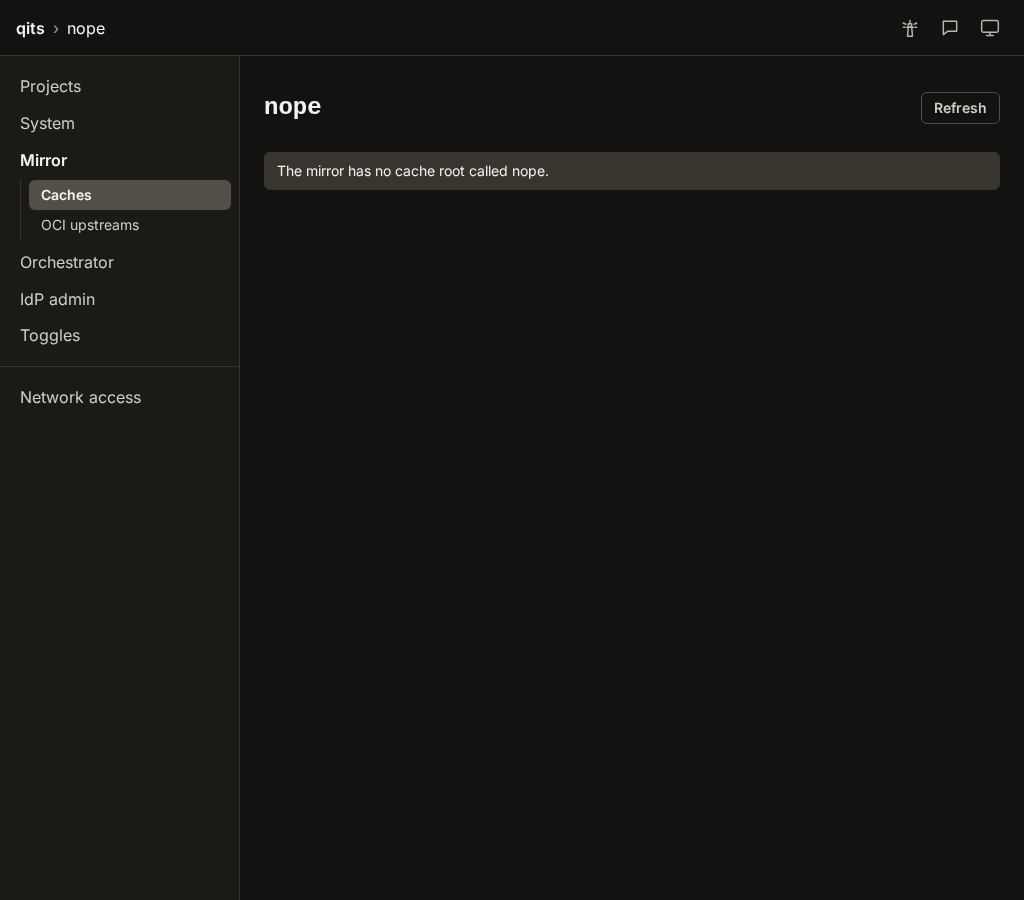 qits › nope
Projects
System
Mirror
Caches
OCI upstreams
Orchestrator
IdP admin
Toggles
Network access
nope
Refresh
The mirror has no cache root called nope.